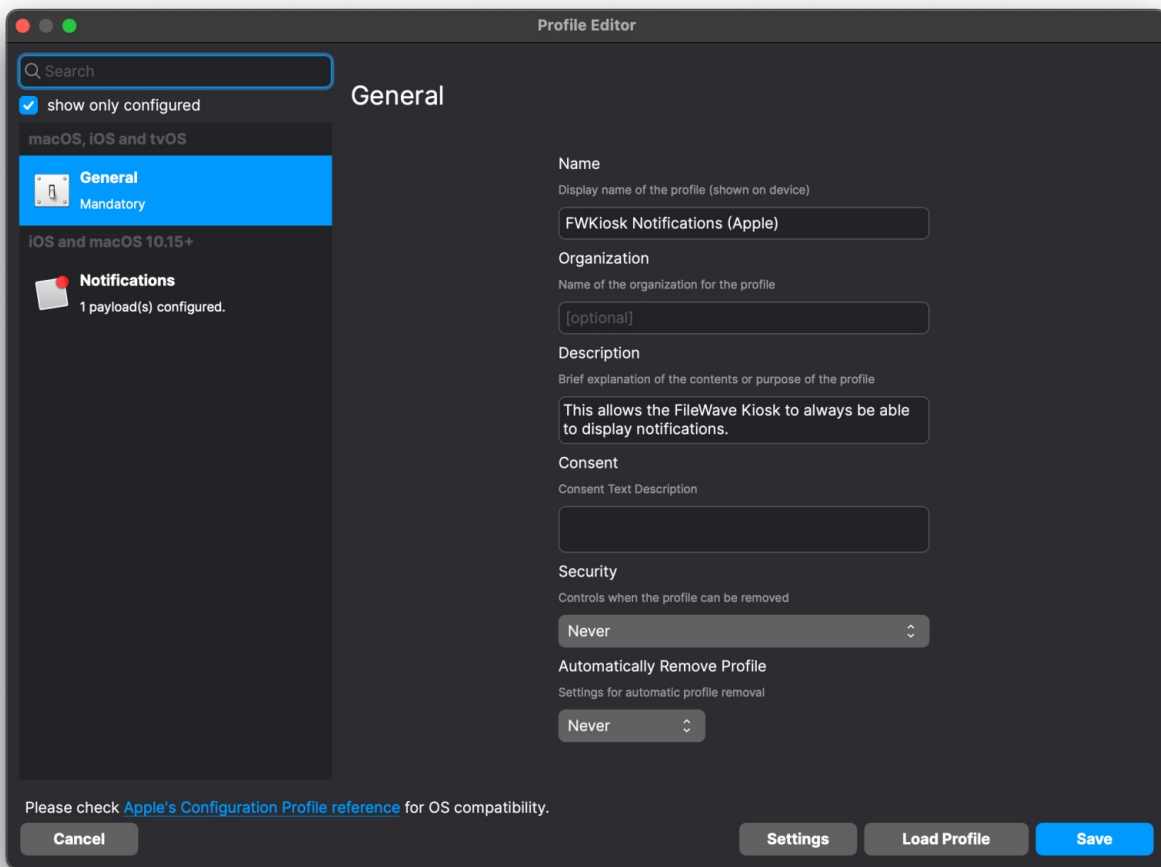 Profile Editor
Search
show only configured
macOS, iOS and tvOS
General
Mandatory
iOS and macOS 10.15+
Notifications
1 payload(s) configured.
General
Name
Display name of the profile (shown on device)
FWKiosk Notifications (Apple)
Organization
Name of the organization for the profile
[optional]
Description
Brief explanation of the contents or purpose of the profile
This allows the FileWave Kiosk to always be able
to display notifications.
Consent
Consent Text Description
Security
Controls when the profile can be removed
Never
Automatically Remove Profile
Settings for automatic profile removal
Never
Please check Apple's Configuration Profile reference for OS compatibility.
Cancel
Settings
Load Profile
Save